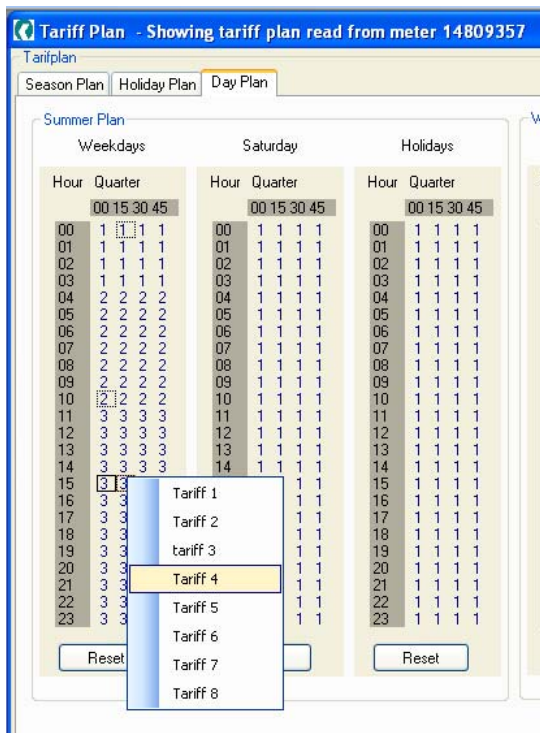 Tariff Plan - Showing tariff plan read from meter 14809357
Tarifplan
Season Plan Holiday Plan Day Plan
Summer Plan
Weekdays Saturday Holidays
Hour Quarter Hour Quarter Hour Quarter
00 15 30 45 00 15 30 45 00 15 30 45
00 1 1 1 1 00 1 1 1 1 00 1 1 1 1
01 1 1 1 1 01 1 1 1 1 01 1 1 1 1
02 1 1 1 1 02 1 1 1 1 02 1 1 1 1
03 1 1 1 1 03 1 1 1 1 03 1 1 1 1
04 2 2 2 2 04 1 1 1 1 04 1 1 1 1
05 2 2 2 2 05 1 1 1 1 05 1 1 1 1
06 2 2 2 2 06 1 1 1 1 06 1 1 1 1
07 2 2 2 2 07 1 1 1 1 07 1 1 1 1
08 2 2 2 2 08 1 1 1 1 08 1 1 1 1
09 2 2 2 2 09 1 1 1 1 09 1 1 1 1
10 2 2 2 2 10 1 1 1 1 10 1 1 1 1
11 3 3 3 3 11 1 1 1 1 11 1 1 1 1
12 3 3 3 3 12 1 1 1 1 12 1 1 1 1
13 3 3 3 3 13 1 1 1 1 13 1 1 1 1
14 3 3 3 3 14 1 1 1 1 14 1 1 1 1
15 3 3 1 1 15 1 1 1 1
16 3 3 1 1 16 1 1 1 1
17 3 3 1 1 17 1 1 1 1
18 3 3 1 1 18 1 1 1 1
19 3 3 1 1 19 1 1 1 1
20 3 3 1 1 20 1 1 1 1
21 3 3 1 1 21 1 1 1 1
22 3 3 1 1 22 1 1 1 1
23 3 3 1 1 23 1 1 1 1
Tariff 1
Tariff 2
tariff 3
Tariff 4
Tariff 5
Tariff 6
Tariff 7
Tariff 8
Reset Reset